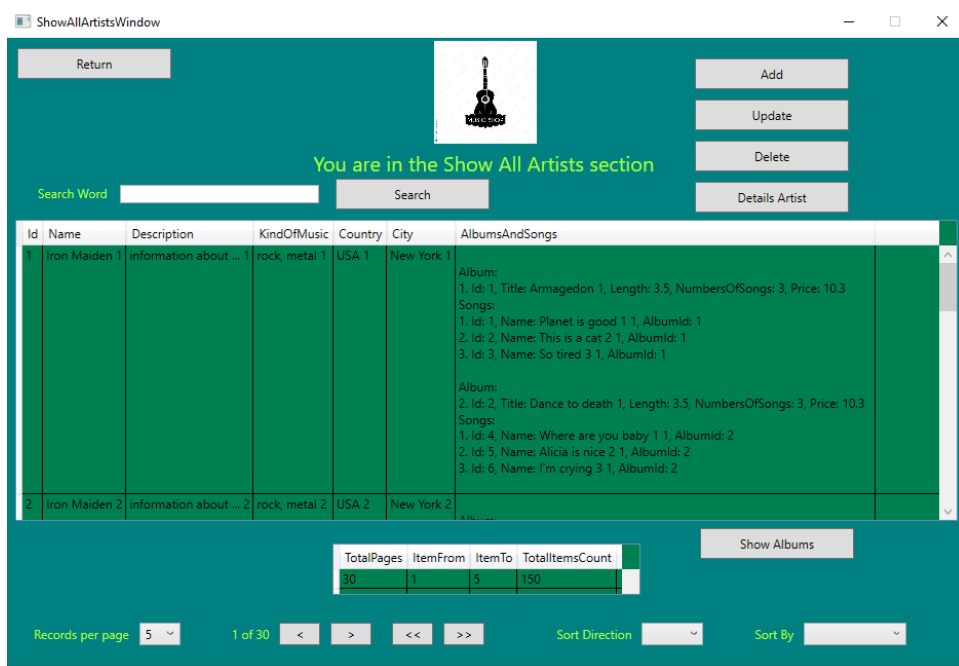 ShowAllArtistsWindow
Return
MUSIC SHOP
Add
Update
Delete
You are in the Show All Artists section
Search Word
Search
Details Artist
Id Name Description KindOfMusic Country City AlbumsAndSongs
1 Iron Maiden 1 information about ... 1 rock, metal 1 USA 1 New York 1
Album:
1. Id: 1, Title: Armagedon 1, Length: 3.5, NumbersOfSongs: 3, Price: 10.3
Songs:
1. Id: 1, Name: Planet is good 1 1, AlbumId: 1
2. Id: 2, Name: This is a cat 2 1, AlbumId: 1
3. Id: 3, Name: So tired 3 1, AlbumId: 1
Album:
2. Id: 2, Title: Dance to death 1, Length: 3.5, NumbersOfSongs: 3, Price: 10.3
Songs:
1. Id: 4, Name: Where are you baby 1 1, AlbumId: 2
2. Id: 5, Name: Alicia is nice 2 1, AlbumId: 2
3. Id: 6, Name: I'm crying 3 1, AlbumId: 2
2 Iron Maiden 2 information about ... 2 rock, metal 2 USA 2 New York 2
Album:
Show Albums
TotalPages ItemFrom ItemTo TotalItemsCount
30 1 5 150
Records per page 5 1 of 30 < > << >> Sort Direction Sort By